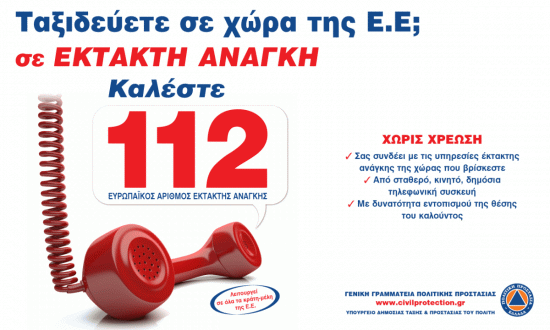 Ταξιδεύετε σε χώρα της Ε.Ε;
σε ΕΚΤΑΚΤΗ ΑΝΑΓΚΗ
Καλέστε
112
ΕΥΡΩΠΑΪΚΟΣ ΑΡΙΘΜΟΣ ΕΚΤΑΚΤΗΣ ΑΝΑΓΚΗΣ
ΧΩΡΙΣ ΧΡΕΩΣΗ
✓ Σας συνδέει με τις υπηρεσίες έκτακτης
ανάγκης της χώρας που βρίσκεστε
✓ Από σταθερό, κινητό, δημόσια
τηλεφωνική συσκευή
✓ Με δυνατότητα εντοπισμού της θέσης
του καλούντος
Λειτουργεί
σε όλα τα κράτη-μέλη
της Ε.Ε.
ΓΕΝΙΚΗ ΓΡΑΜΜΑΤΕΙΑ ΠΟΛΙΤΙΚΗΣ ΠΡΟΣΤΑΣΙΑΣ
www.civilprotection.gr
ΥΠΟΥΡΓΕΙΟ ΔΗΜΟΣΙΑΣ ΤΑΞΗΣ & ΠΡΟΣΤΑΣΙΑΣ ΤΟΥ ΠΟΛΙΤΗ
ΠΟΛΙΤΙΚΗ ΠΡΟΣΤΑΣΙΑ
ΕΛΛΑΣ